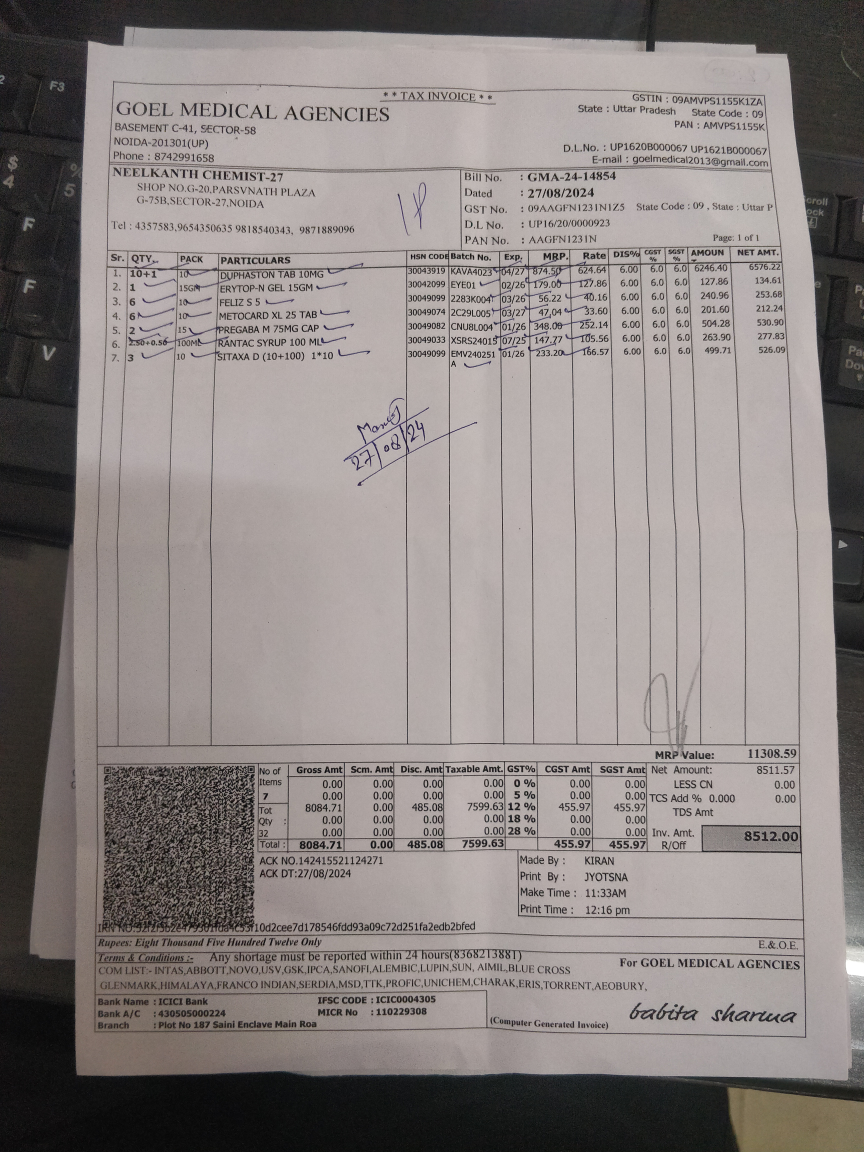 * * TAX INVOICE * *
GOEL MEDICAL AGENCIES
BASEMENT C-41, SECTOR-58
NOIDA-201301(UP)
Phone : 8742991658
GSTIN : 09AMVPS1155K1ZA
State : Uttar Pradesh State Code : 09
PAN : AMVPS1155K
D.L.No. : UP1620B000067 UP1621B000067
E-mail : goelmedical2013@gmail.com
NEELKANTH CHEMIST-27
SHOP NO.G-20,PARSVNATH PLAZA
G-75B,SECTOR-27,NOIDA
Tel : 4357583,9654350635 9818540343, 9871889096
Bill No. : GMA-24-14854
Dated : 27/08/2024
GST No. : 09AAGFN1231N1Z5 State Code : 09 , State : Uttar P
D.L No. : UP16/20/0000923
PAN No. : AAGFN1231N
Page: 1 of 1
Sr. QTY. PACK PARTICULARS HSN CODE Batch No. Exp. MRP. Rate DIS% CGST % SGST % AMOUN NET AMT.
1. 10+1 10 DUPHASTON TAB 10MG 30043919 KAVA4023 04/27 874.50 624.64 6.00 6.0 6.0 6246.40 6576.22
2. 1 15GM ERYTOP-N GEL 15GM 30042099 EYE01 02/26 179.00 127.86 6.00 6.0 6.0 127.86 134.61
3. 6 10 FELIZ S 5 30049099 2283K004 03/26 56.22 40.16 6.00 6.0 6.0 240.96 253.68
4. 6 10 METOCARD XL 25 TAB 30049074 2C29L005 03/27 47.04 33.60 6.00 6.0 6.0 201.60 212.24
5. 2 15 PREGABA M 75MG CAP 30049082 CNU8L004 01/26 348.08 252.14 6.00 6.0 6.0 504.28 530.90
6. 2.50+0.50 100ML RANTAC SYRUP 100 ML 30049033 XSRS24015 07/25 147.77 105.56 6.00 6.0 6.0 263.90 277.83
7. 3 10 SITAXA D (10+100) 1*10 30049099 EMV240251 01/26 233.20 166.57 6.00 6.0 6.0 499.71 526.09
A
27/08/24
MRP Value: 11308.59
No of Items 7 Tot Qty : 32
Gross Amt Scm. Amt Disc. Amt Taxable Amt. GST% CGST Amt SGST Amt
0.00 0.00 0.00 0.00 0 % 0.00 0.00
0.00 0.00 0.00 0.00 5 % 0.00 0.00
8084.71 0.00 485.08 7599.63 12 % 455.97 455.97
0.00 0.00 0.00 0.00 18 % 0.00 0.00
0.00 0.00 0.00 0.00 28 % 0.00 0.00
Total : 8084.71 0.00 485.08 7599.63 455.97 455.97
Net Amount: 8511.57
LESS CN 0.00
TCS Add % 0.000 0.00
TDS Amt
Inv. Amt. R/Off 8512.00
ACK NO.142415521124271
ACK DT:27/08/2024
Made By : KIRAN
Print By : JYOTSNA
Make Time : 11:33AM
Print Time : 12:16 pm
Rupees: Eight Thousand Five Hundred Twelve Only
E.& O.E.
Terms & Conditions :- Any shortage must be reported within 24 hours(8368213881)
COM LIST:- INTAS,ABBOTT,NOVO,USV,GSK,IPCA,SANOFI,ALEMBIC,LUPIN,SUN, AIMIL,BLUE CROSS
GLENMARK,HIMALAYA,FRANCO INDIAN,SERDIA,MSD,TTK,PROFIC,UNICHEM,CHARAK,ERIS,TORRENT,AEOBURY,
For GOEL MEDICAL AGENCIES
Bank Name : ICICI Bank IFSC CODE : ICIC0004305
Bank A/C : 430505000224 MICR No : 110229308
Branch : Plot No 187 Saini Enclave Main Roa
(Computer Generated Invoice)
babita sharma